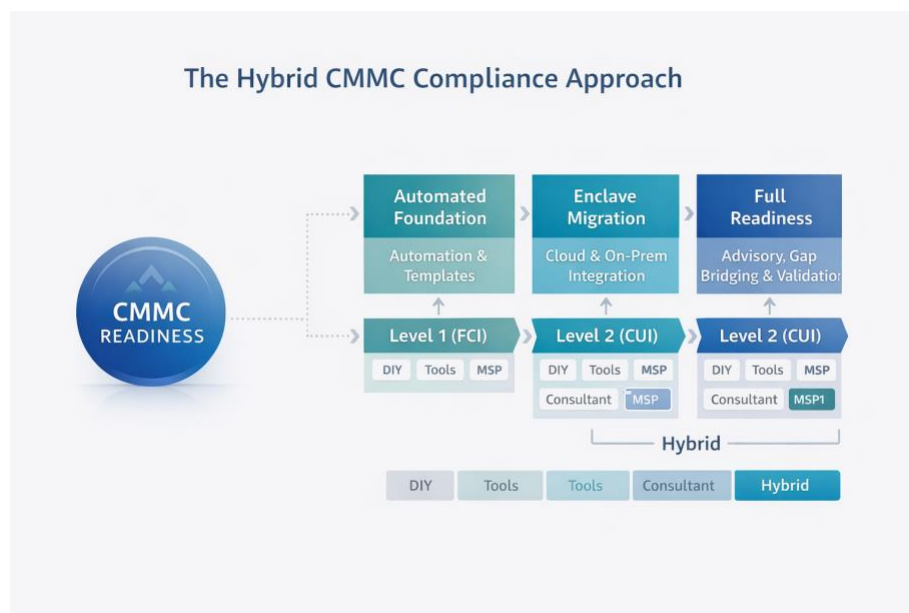 The Hybrid CMMC Compliance Approach
CMMC
READINESS
Automated
Foundation
Automation &
Templates
Enclave
Migration
Cloud & On-Prem
Integration
Full
Readiness
Advisory, Gap
Bridging & Validation
Level 1 (FCI)
DIY Tools MSP
Level 2 (CUI)
DIY Tools MSP
Consultant MSP
Level 2 (CUI)
DIY Tools MSP
Consultant MSP1
Hybrid
DIY Tools Tools Consultant Hybrid